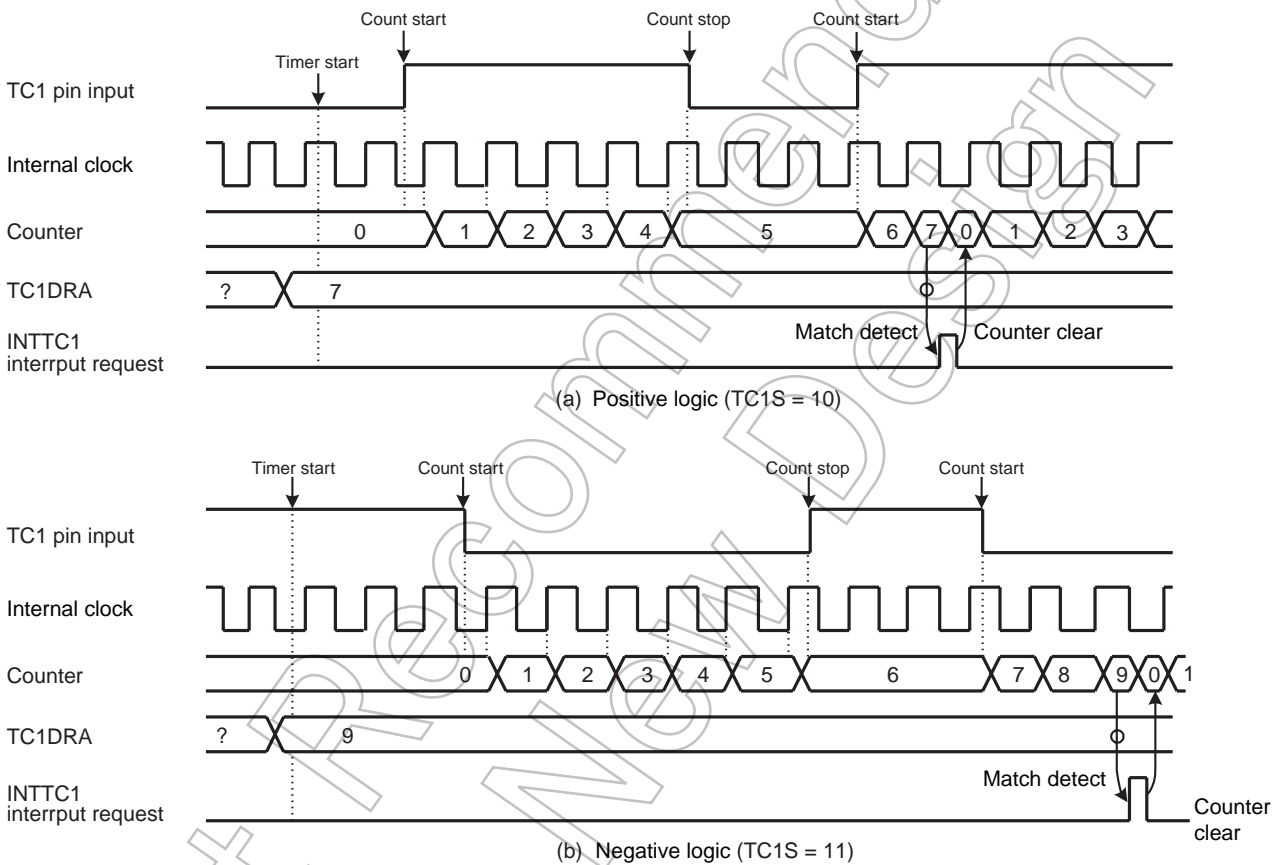 Count start Count stop Count start
Timer start
TC1 pin input
Internal clock
Counter 0 1 2 3 4 5 6 7 0 1 2 3
TC1DRA ? 7
Match detect Counter clear
INTTC1
interrput request
(a) Positive logic (TC1S = 10)
Timer start Count start Count stop Count start
TC1 pin input
Internal clock
Counter 0 1 2 3 4 5 6 7 8 9 0 1
TC1DRA ? 9
Match detect
INTTC1
interrput request
Counter
clear
(b) Negative logic (TC1S = 11)
Recommend
New Design